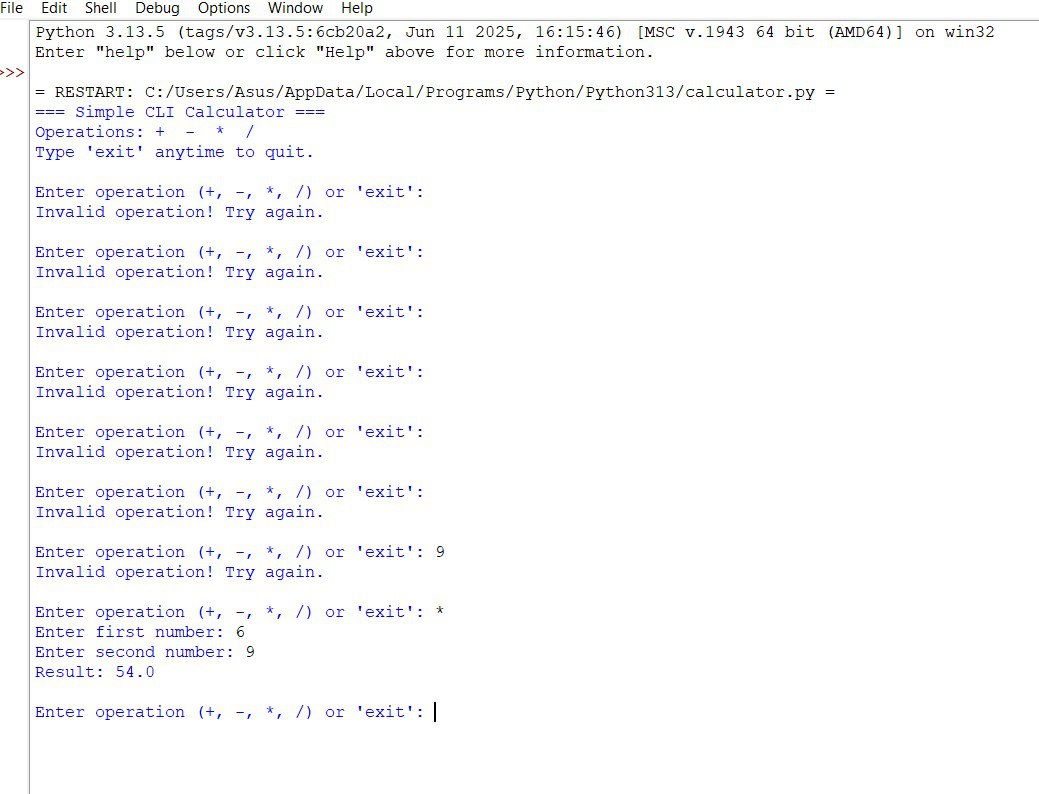 File Edit Shell Debug Options Window Help
Python 3.13.5 (tags/v3.13.5:6cb20a2, Jun 11 2025, 16:15:46) [MSC v.1943 64 bit (AMD64)] on win32
Enter "help" below or click "Help" above for more information.
>>>
= RESTART: C:/Users/Asus/AppData/Local/Programs/Python/Python313/calculator.py =
=== Simple CLI Calculator ===
Operations: +  -  *  /
Type 'exit' anytime to quit.

Enter operation (+, -, *, /) or 'exit':
Invalid operation! Try again.

Enter operation (+, -, *, /) or 'exit':
Invalid operation! Try again.

Enter operation (+, -, *, /) or 'exit':
Invalid operation! Try again.

Enter operation (+, -, *, /) or 'exit':
Invalid operation! Try again.

Enter operation (+, -, *, /) or 'exit':
Invalid operation! Try again.

Enter operation (+, -, *, /) or 'exit':
Invalid operation! Try again.

Enter operation (+, -, *, /) or 'exit': 9
Invalid operation! Try again.

Enter operation (+, -, *, /) or 'exit': *
Enter first number: 6
Enter second number: 9
Result: 54.0

Enter operation (+, -, *, /) or 'exit':